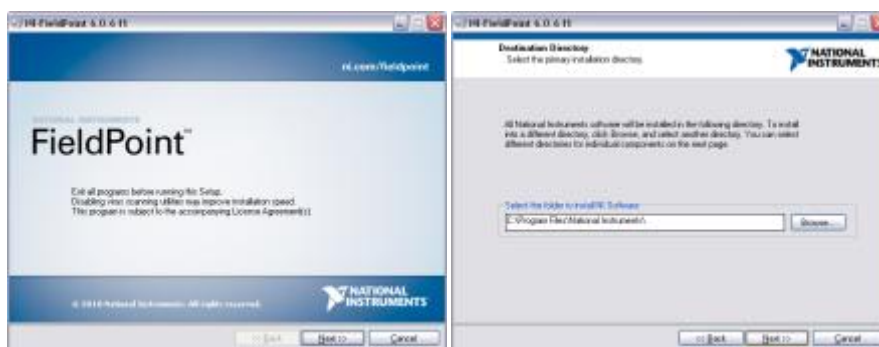 NI-FieldPoint 6.0.6 f1
ni.com/fieldpoint
NATIONAL INSTRUMENTS
FieldPoint™
Exit all programs before running this Setup.
Disabling virus scanning utilities may improve installation speed.
This program is subject to the accompanying License Agreement(s).
© 2010 National Instruments. All rights reserved.
NATIONAL
INSTRUMENTS
<< Back
Next >>
Cancel
NI-FieldPoint 6.0.6 f1
Destination Directory
Select the primary installation directory.
NATIONAL
INSTRUMENTS
All National Instruments software will be installed in the following directory. To install
into a different directory, click Browse, and select another directory. You can select
different directories for individual components on the next page.
Select the folder to install NI Software
C:\Program Files\National Instruments\
Browse...
<< Back
Next >>
Cancel